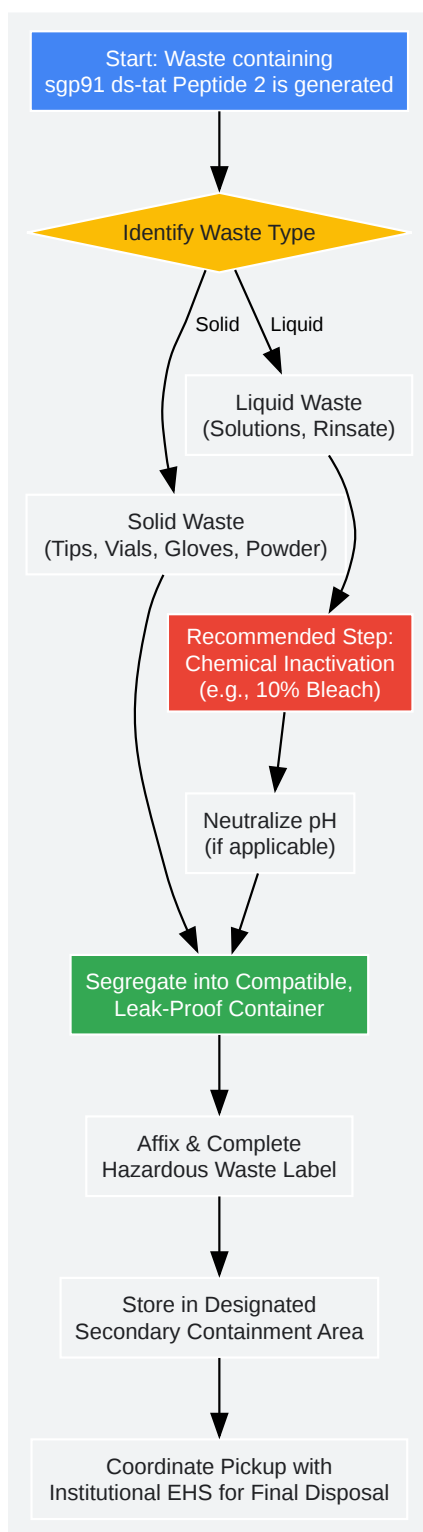 Start: Waste containing
sgp91 ds-tat Peptide 2 is generated
Identify Waste Type
Solid
Liquid
Liquid Waste
(Solutions, Rinsate)
Solid Waste
(Tips, Vials, Gloves, Powder)
Recommended Step:
Chemical Inactivation
(e.g., 10% Bleach)
Neutralize pH
(if applicable)
Segregate into Compatible,
Leak-Proof Container
Affix & Complete
Hazardous Waste Label
Store in Designated
Secondary Containment Area
Coordinate Pickup with
Institutional EHS for Final Disposal